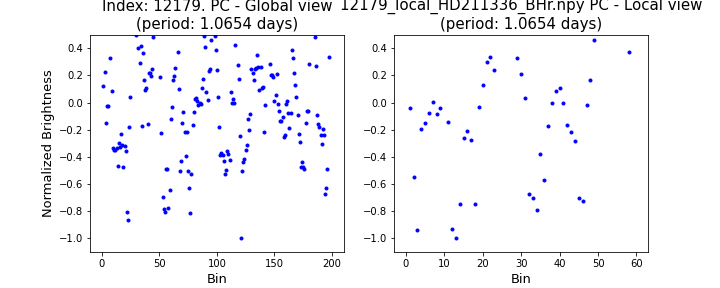 Index: 12179. PC - Global view
(period: 1.0654 days)
12179_local_HD211336_BHr.npy PC - Local view
(period: 1.0654 days)
Normalized Brightness
0.4
0.2
0.0
−0.2
−0.4
−0.6
−0.8
−1.0
0 50 100 150 200
Bin
0.4
0.2
0.0
−0.2
−0.4
−0.6
−0.8
−1.0
0 10 20 30 40 50 60
Bin